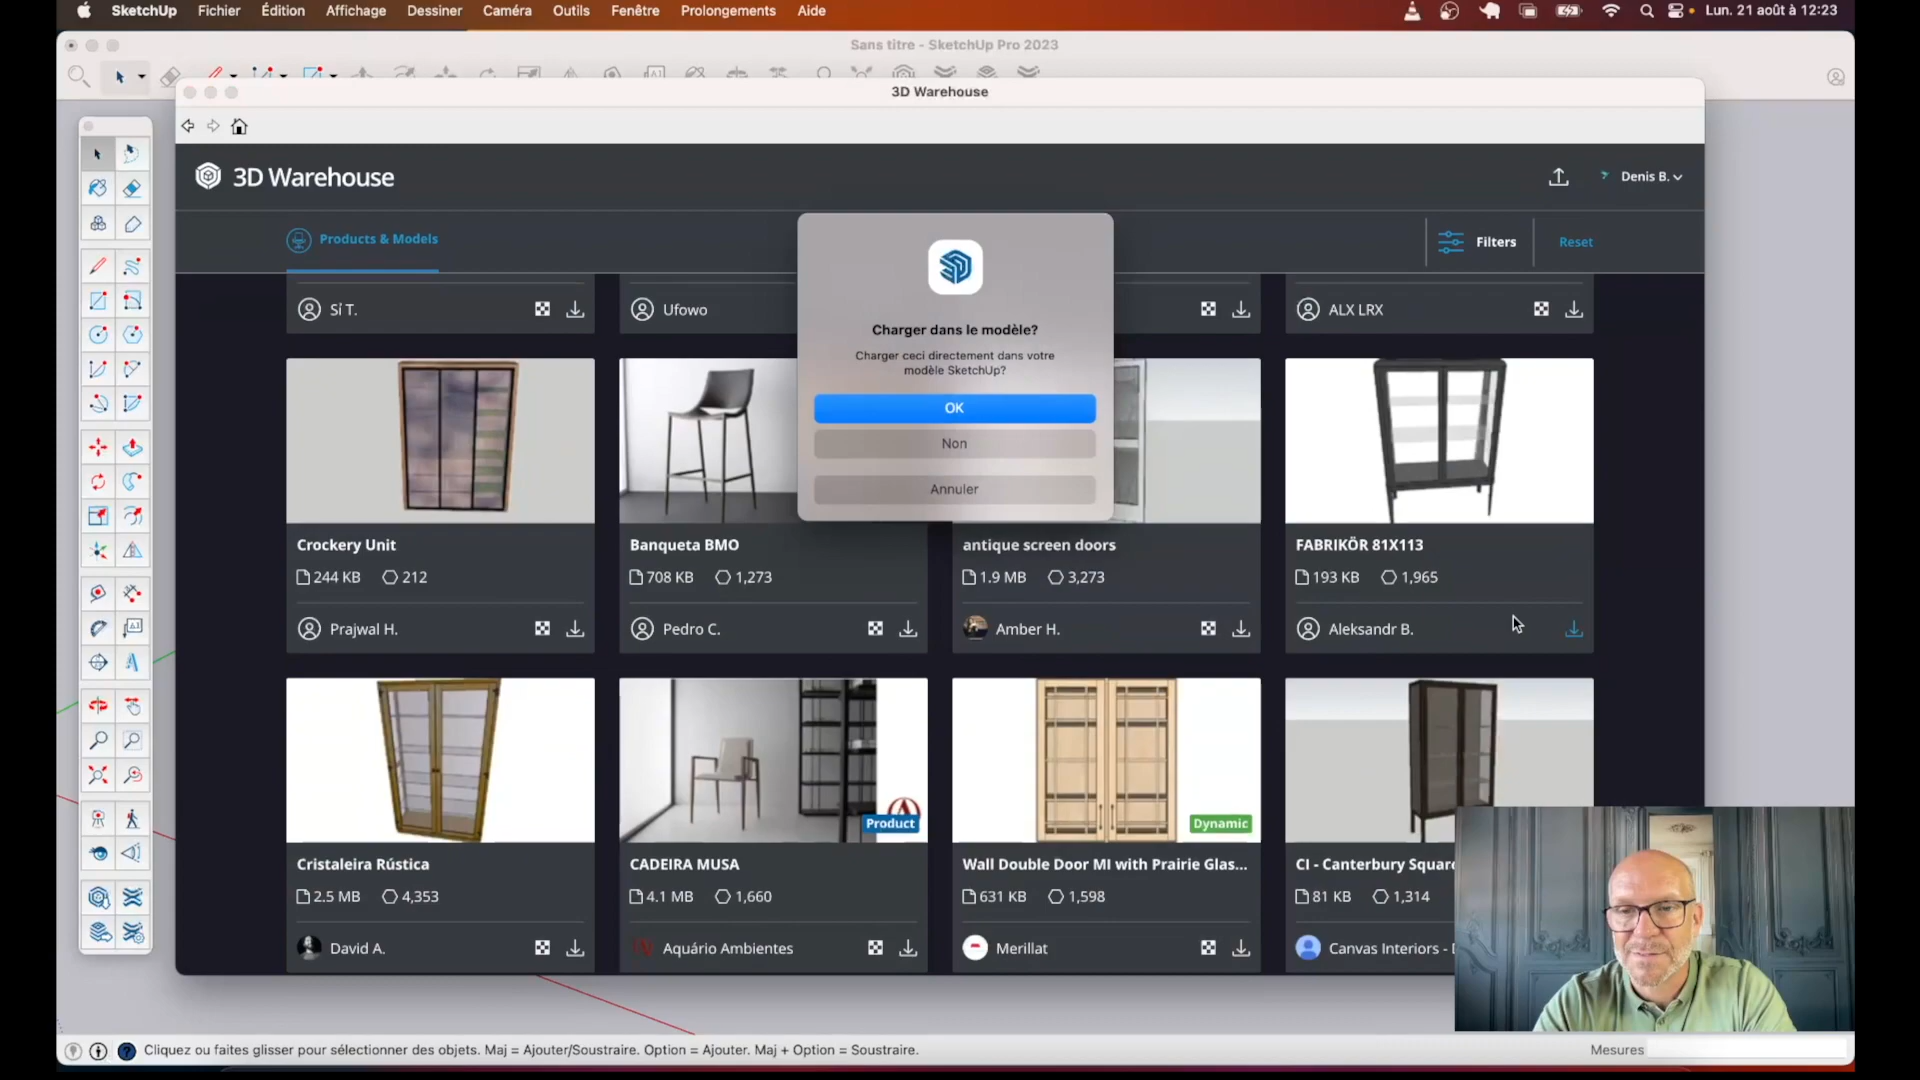 SketchUp Fichier Édition Affichage Dessiner Caméra Outils Fenêtre Prolongements Aide Lun. 21 août à 12:23
Sans titre - SketchUp Pro 2023
3D Warehouse
3D Warehouse
Denis B.
Products & Models
Filters
Reset
Charger dans le modèle?
Charger ceci directement dans votre
modèle SketchUp?
OK
Non
Annuler
Sỉ T.
Ufowo
ALX LRX
Crockery Unit
244 KB 212
Prajwal H.
Banqueta BMO
708 KB 1,273
Pedro C.
antique screen doors
1.9 MB 3,273
Amber H.
FABRIKÖR 81X113
193 KB 1,965
Aleksandr B.
Cristaleira Rústica
2.5 MB 4,353
David A.
Product
CADEIRA MUSA
4.1 MB 1,660
Aquário Ambientes
Dynamic
Wall Double Door MI with Prairie Glas...
631 KB 1,598
Merillat
CI - Canterbury Square
81 KB 1,314
Canvas Interiors -
Cliquez ou faites glisser pour sélectionner des objets. Maj = Ajouter/Soustraire. Option = Ajouter. Maj + Option = Soustraire.
Mesures